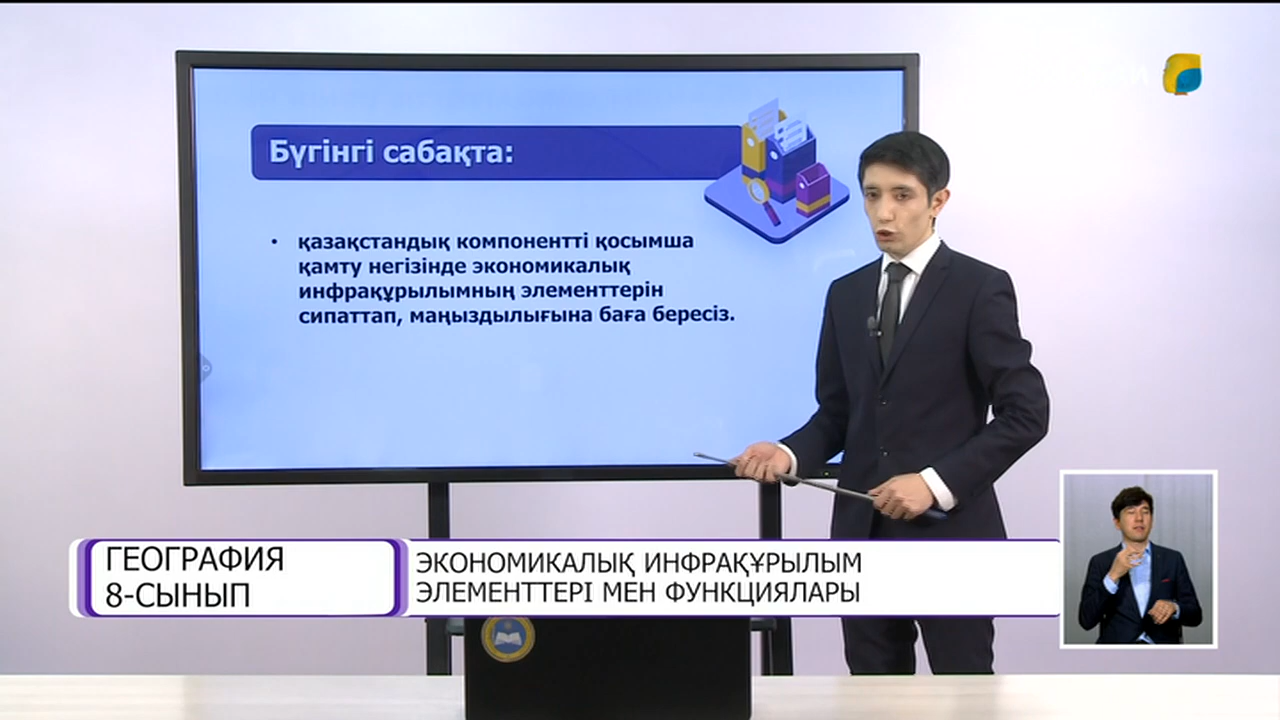 Бүгінгі сабақта:
• қазақстандық компонентті қосымша
қамту негізінде экономикалық
инфрақұрылымның элементтерін
сипаттап, маңыздылығына баға бересіз.
ГЕОГРАФИЯ
8-СЫНЫП
ЭКОНОМИКАЛЫҚ ИНФРАҚҰРЫЛЫМ
ЭЛЕМЕНТТЕРІ МЕН ФУНКЦИЯЛАРЫ